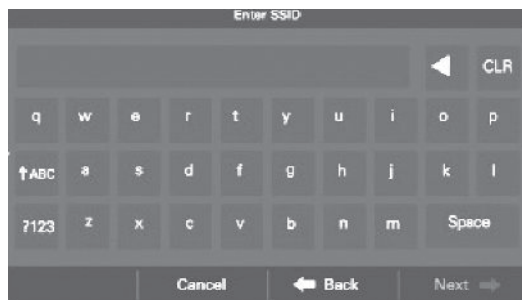 Enter SSID
CLR
q w e r t y u i o p
↑ABC a s d f g h j k l
?123 z x c v b n m Space
Cancel Back Next